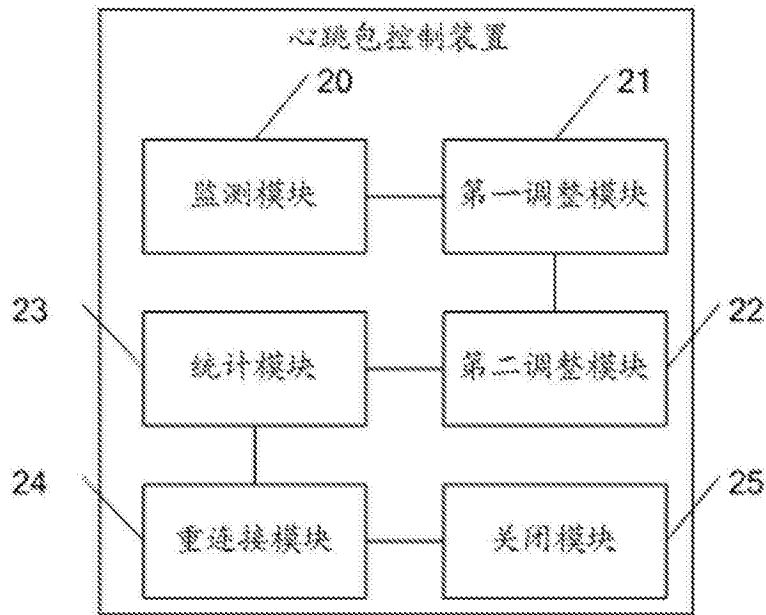 心跳包控制装置
20
21
监测模块
第一调整模块
23
22
统计模块
第二调整模块
24
25
重连接模块
关闭模块